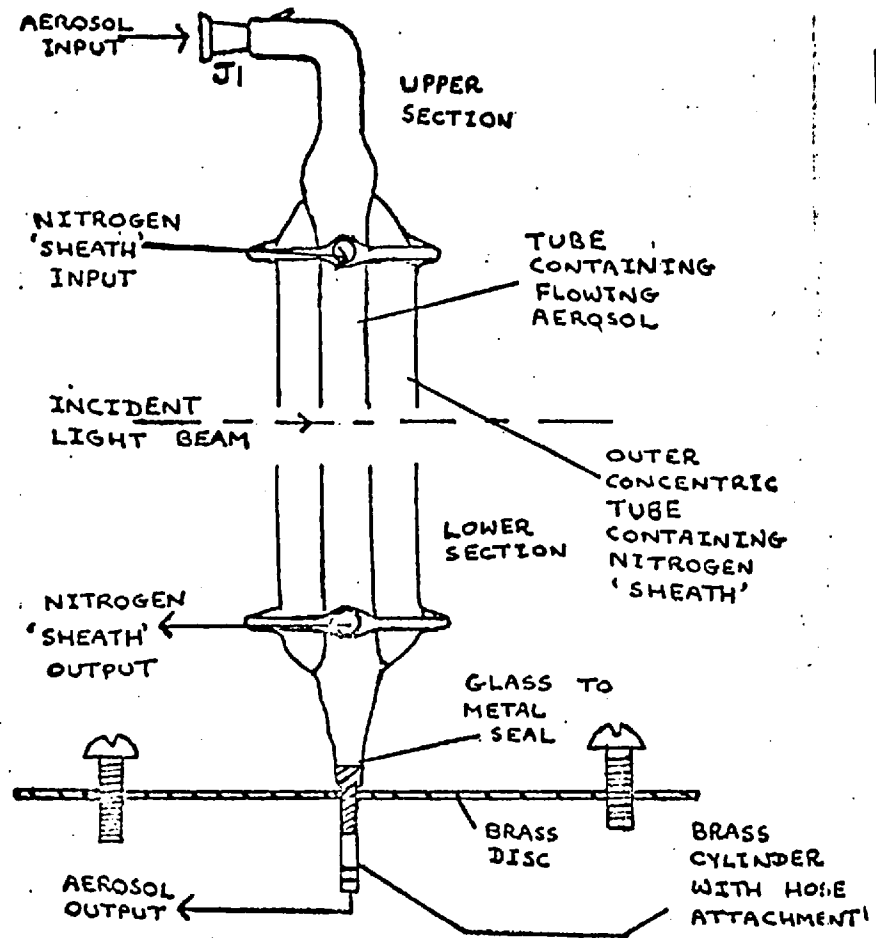 AEROSOL
INPUT
J1
UPPER
SECTION
NITROGEN
'SHEATH'
INPUT
TUBE
CONTAINING
FLOWING
AEROSOL
INCIDENT
LIGHT BEAM
OUTER
CONCENTRIC
TUBE
CONTAINING
NITROGEN
'SHEATH'
LOWER
SECTION
NITROGEN
'SHEATH'
OUTPUT
GLASS TO
METAL
SEAL
BRASS
DISC
BRASS
CYLINDER
WITH HOSE
ATTACHMENT
AEROSOL
OUTPUT